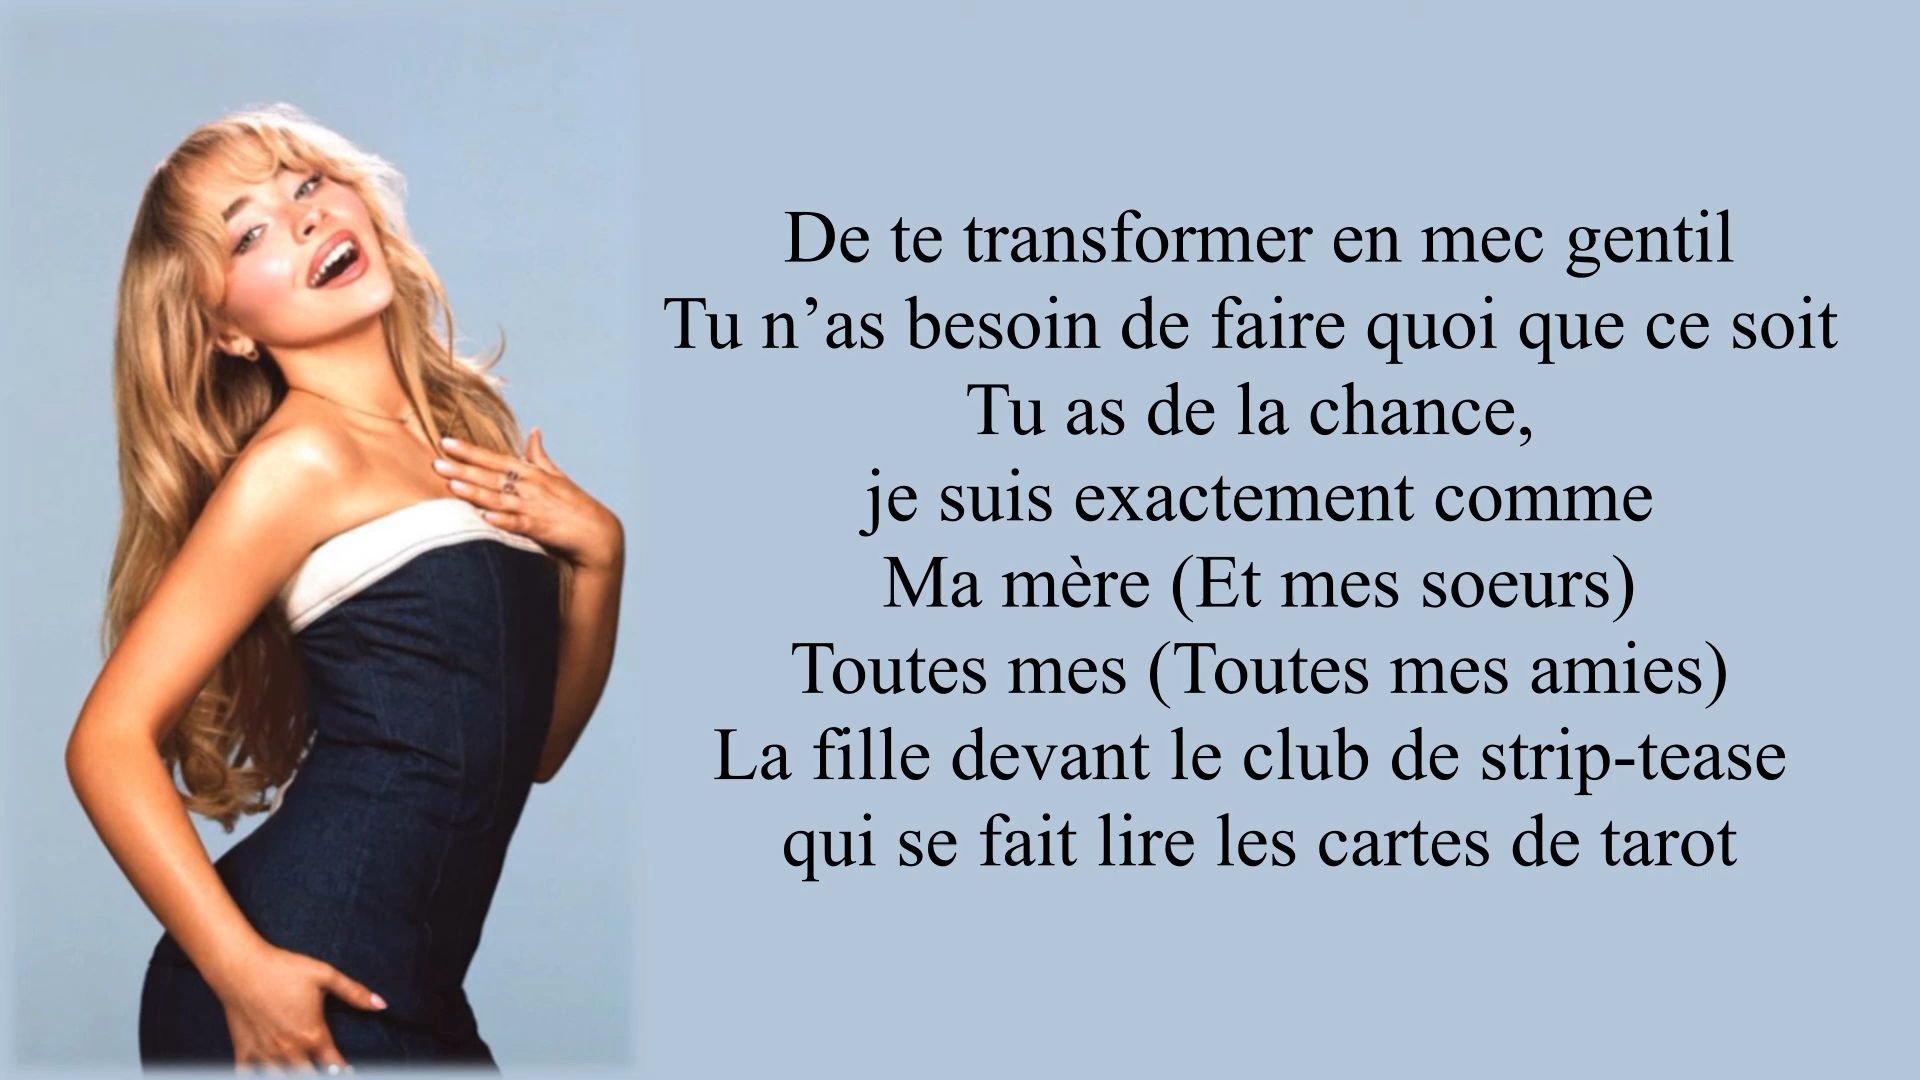 De te transformer en mec gentil
Tu n’as besoin de faire quoi que ce soit
Tu as de la chance,
je suis exactement comme
Ma mère (Et mes soeurs)
Toutes mes (Toutes mes amies)
La fille devant le club de strip-tease
qui se fait lire les cartes de tarot